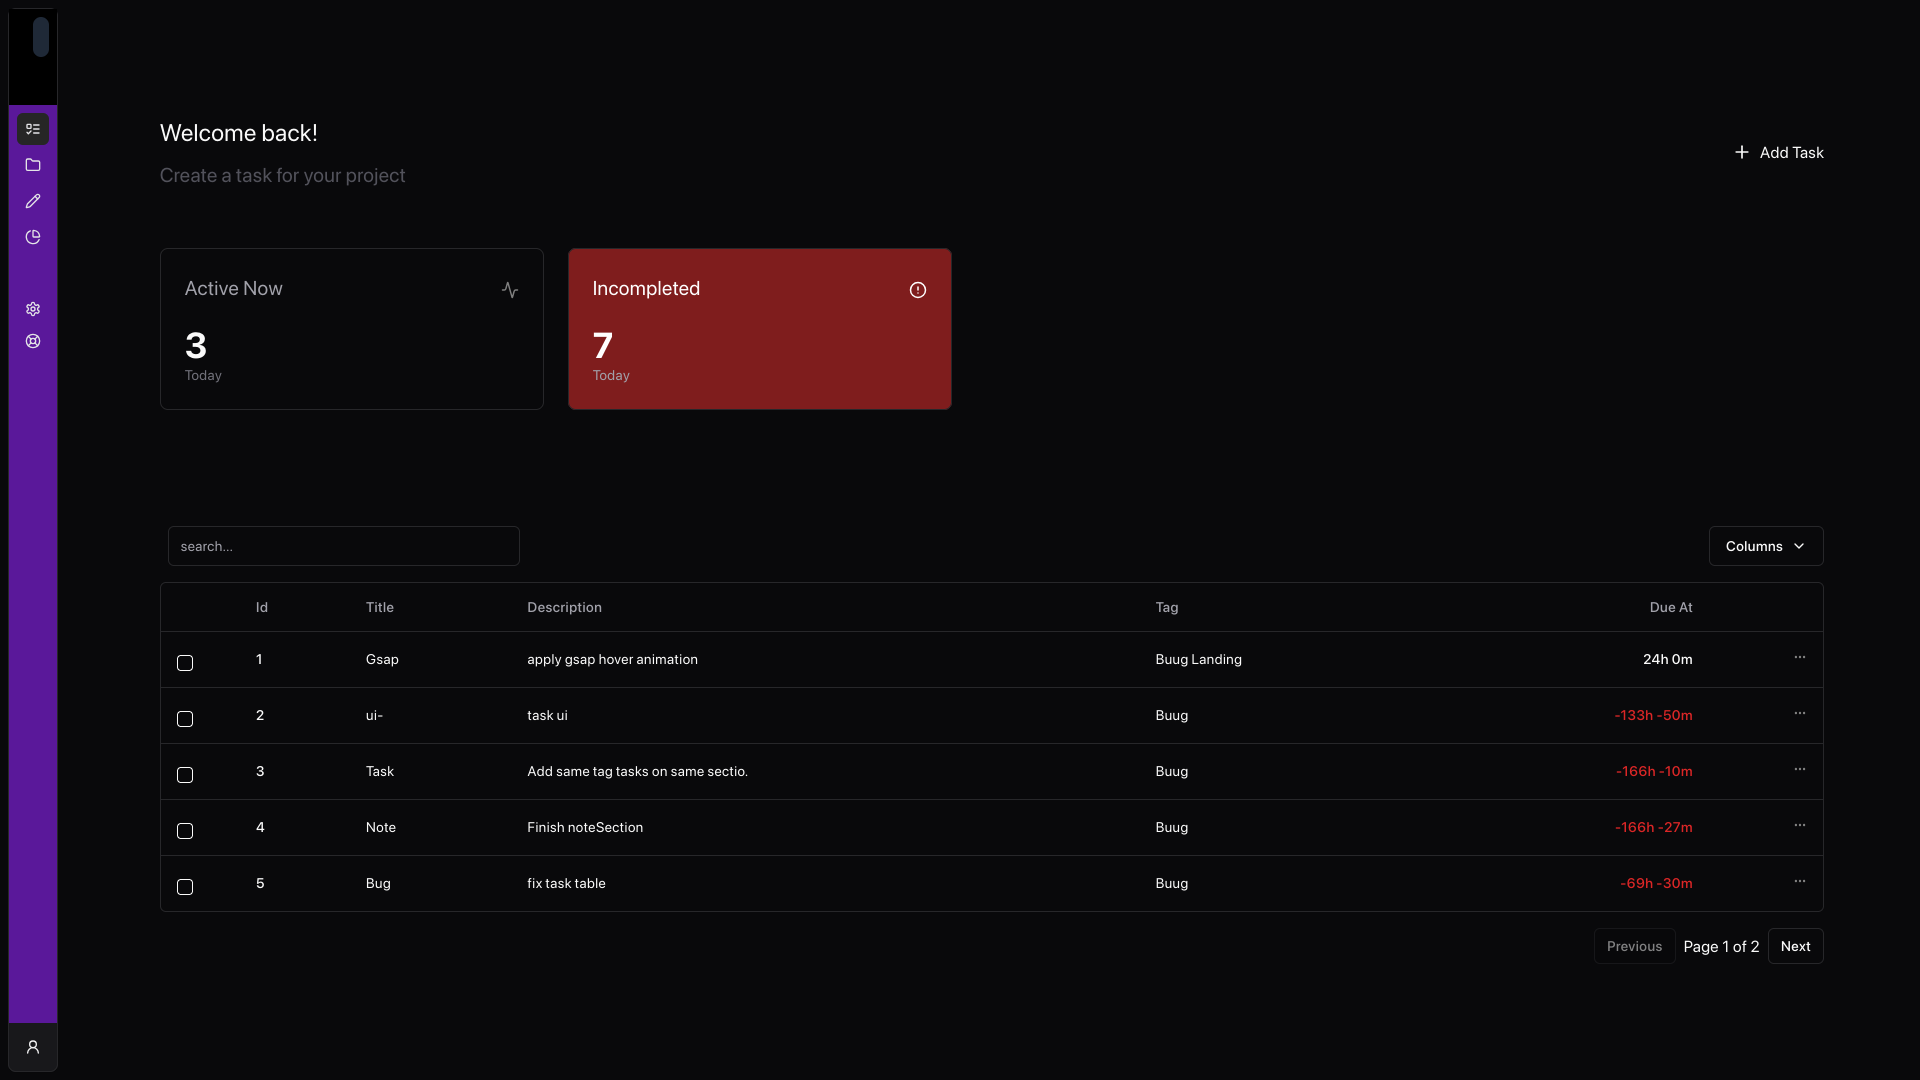 Welcome back!
Create a task for your project
Add Task
Active Now
3
Today
Incompleted
7
Today
search...
Columns
Id Title Description Tag Due At
1 Gsap apply gsap hover animation Buug Landing 24h 0m
2 ui- task ui Buug -133h -50m
3 Task Add same tag tasks on same sectio. Buug -166h -10m
4 Note Finish noteSection Buug -166h -27m
5 Bug fix task table Buug -69h -30m
Previous Page 1 of 2 Next